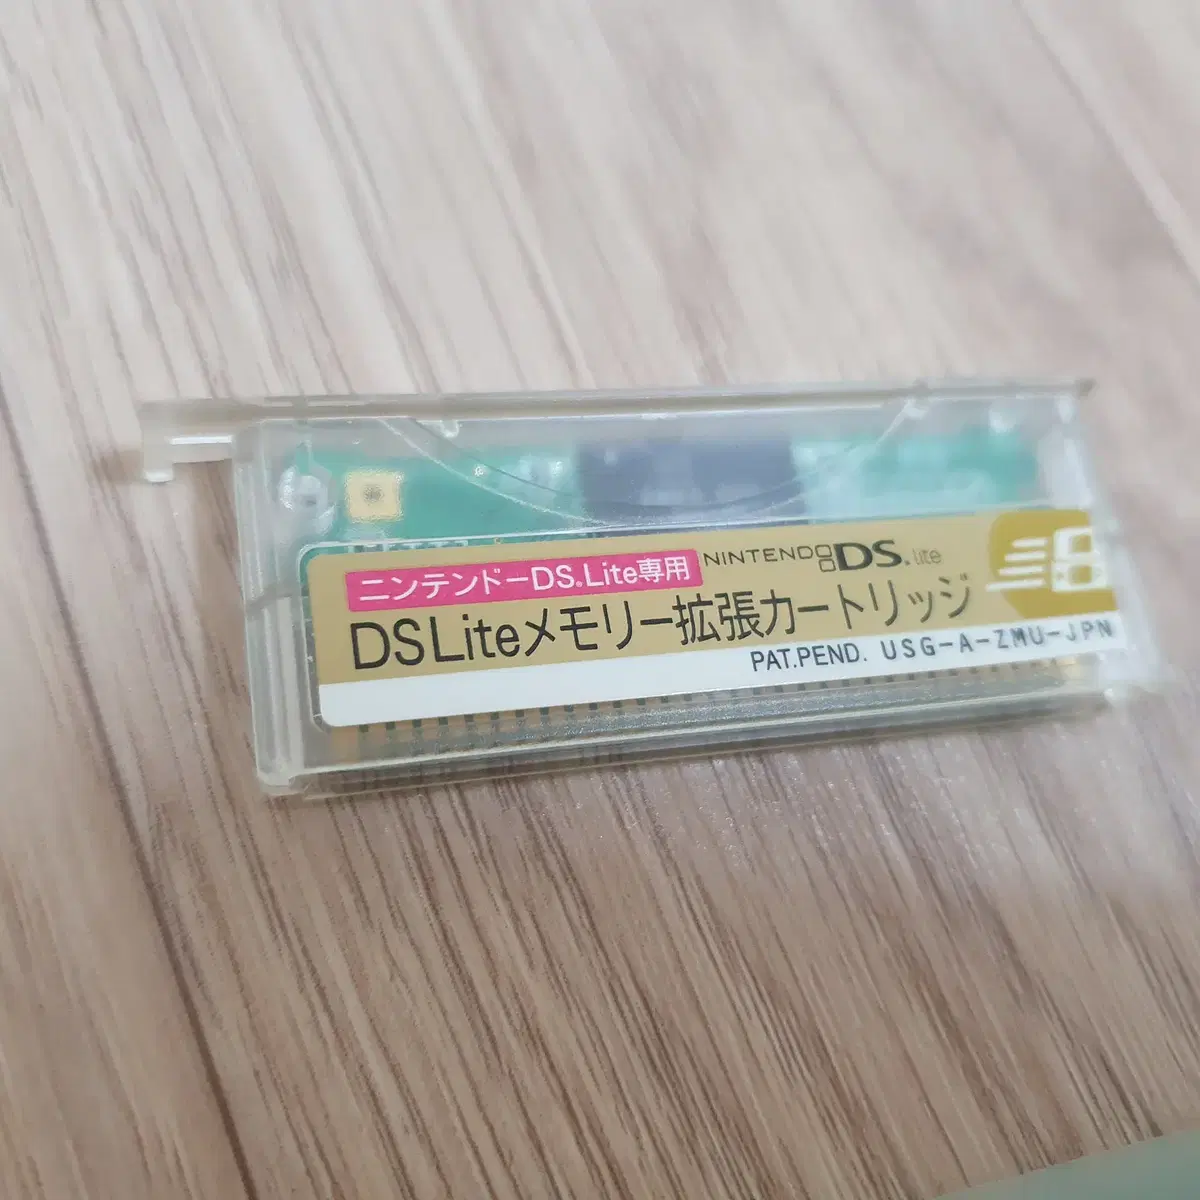 ニンテンドーDS Lite専用
NINTENDO DS Lite
DS Liteメモリー拡張カートリッジ
PAT.PEND. USG-A-ZMU-JPN